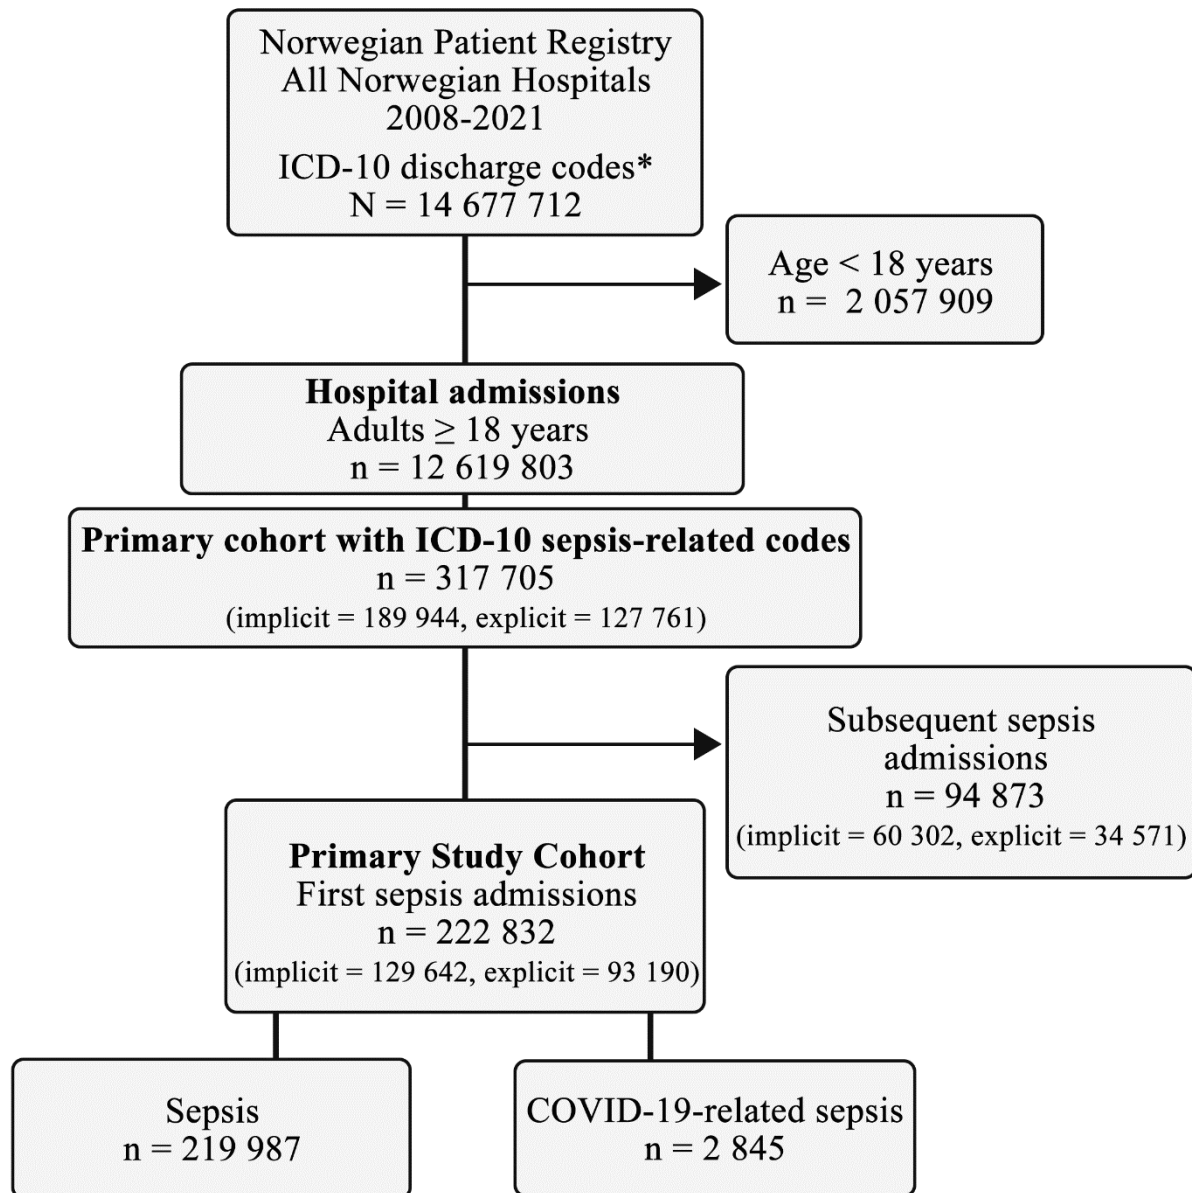 Norwegian Patient Registry
All Norwegian Hospitals
2008-2021
ICD-10 discharge codes*
N = 14 677 712
Age < 18 years
n = 2 057 909
Hospital admissions
Adults ≥ 18 years
n = 12 619 803
Primary cohort with ICD-10 sepsis-related codes
n = 317 705
(implicit = 189 944, explicit = 127 761)
Subsequent sepsis
admissions
n = 94 873
(implicit = 60 302, explicit = 34 571)
Primary Study Cohort
First sepsis admissions
n = 222 832
(implicit = 129 642, explicit = 93 190)
Sepsis
n = 219 987
COVID-19-related sepsis
n = 2 845